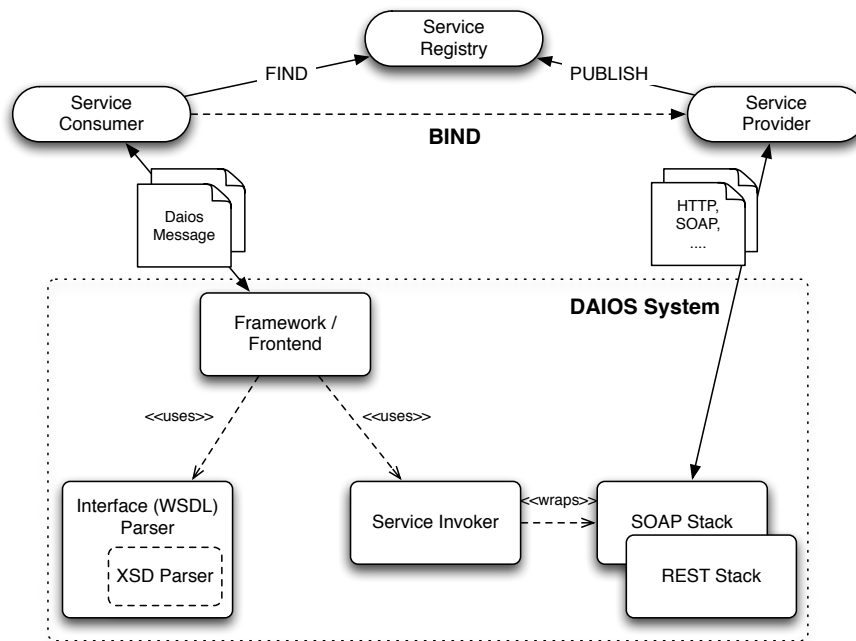 Service
Registry
FIND
PUBLISH
Service
Consumer
Service
Provider
BIND
Daios
Message
HTTP,
SOAP,
....
DAIOS System
Framework /
Frontend
<<uses>>
<<uses>>
Interface (WSDL)
Parser
XSD Parser
Service Invoker
<<wraps>>
SOAP Stack
REST Stack